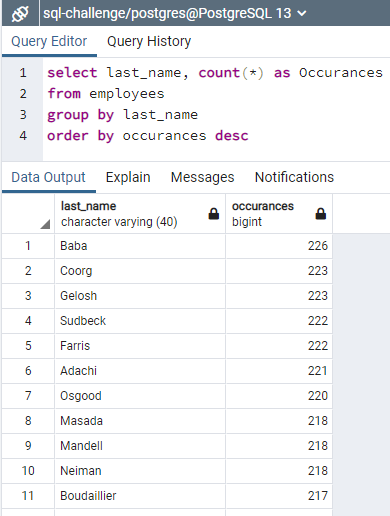 sql-challenge/postgres@PostgreSQL 13
Query Editor Query History
1 select last_name, count(*) as Occurances
2 from employees
3 group by last_name
4 order by occurances desc
Data Output Explain Messages Notifications
last_name occurances
character varying (40) bigint
1 Baba 226
2 Coorg 223
3 Gelosh 223
4 Sudbeck 222
5 Farris 222
6 Adachi 221
7 Osgood 220
8 Masada 218
9 Mandell 218
10 Neiman 218
11 Boudaillier 217